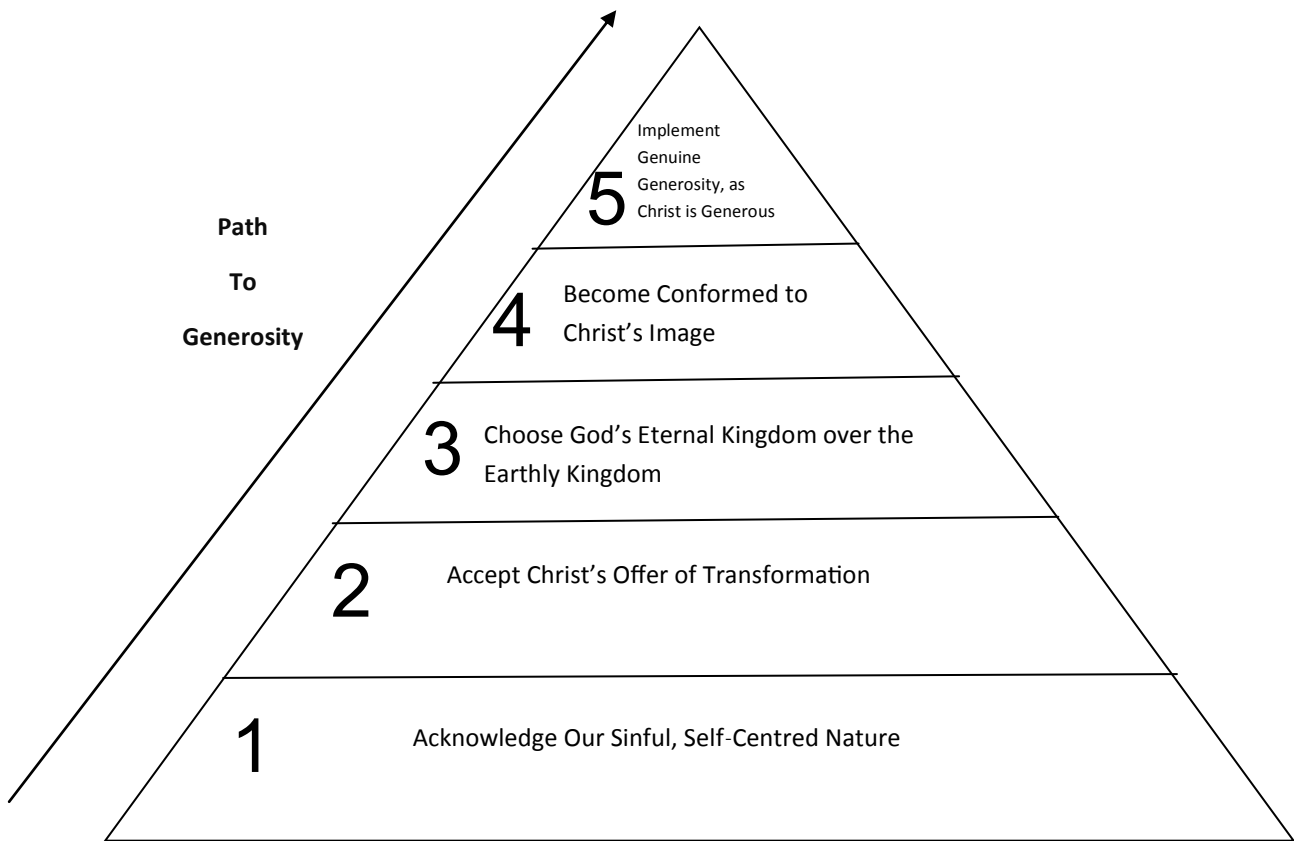 Path
To
Generosity
5
Implement
Genuine
Generosity, as
Christ is Generous
4
Become Conformed to
Christ’s Image
3
Choose God’s Eternal Kingdom over the
Earthly Kingdom
2
Accept Christ’s Offer of Transformation
1
Acknowledge Our Sinful, Self-Centred Nature